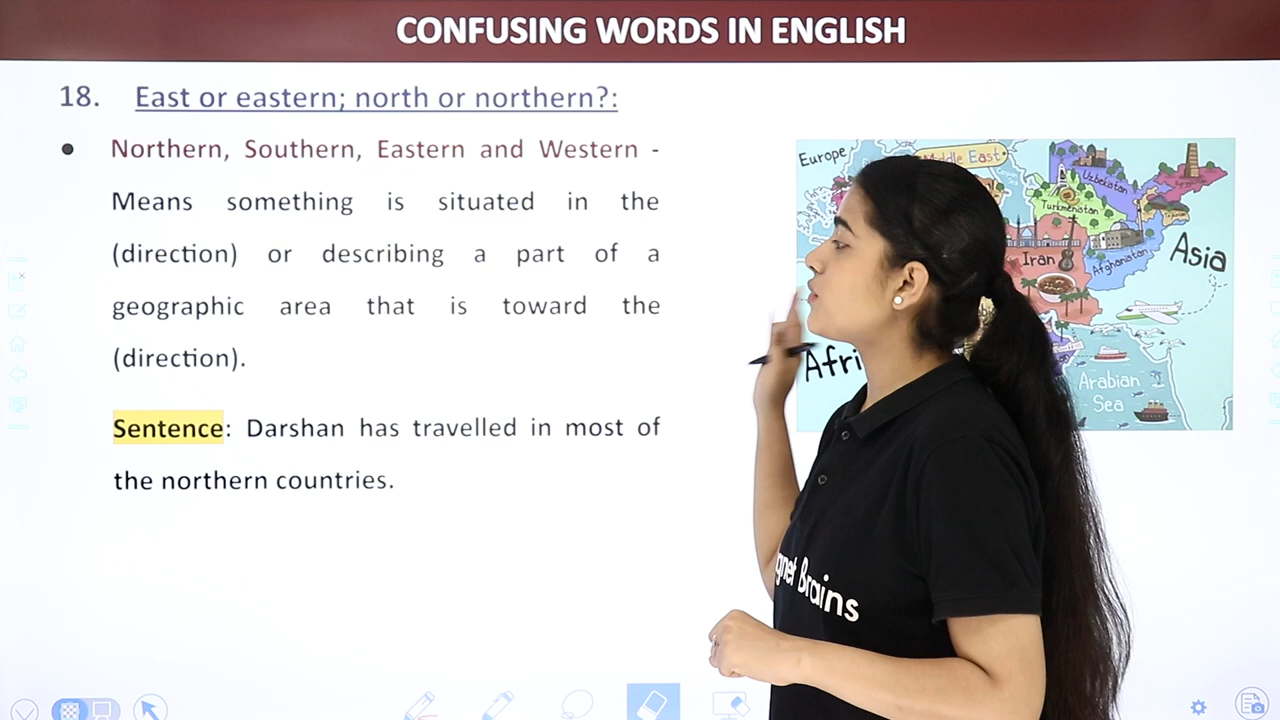 CONFUSING WORDS IN ENGLISH
18. East or eastern; north or northern?:
● Northern, Southern, Eastern and Western -
Means something is situated in the
(direction) or describing a part of a
geographic area that is toward the
(direction).
Sentence: Darshan has travelled in most of
the northern countries.
Europe
Middle East
Uzbekistan
Turkmenistan
Iran
Afghanistan
Asia
Afri
Arabian
Sea
gnet Brains